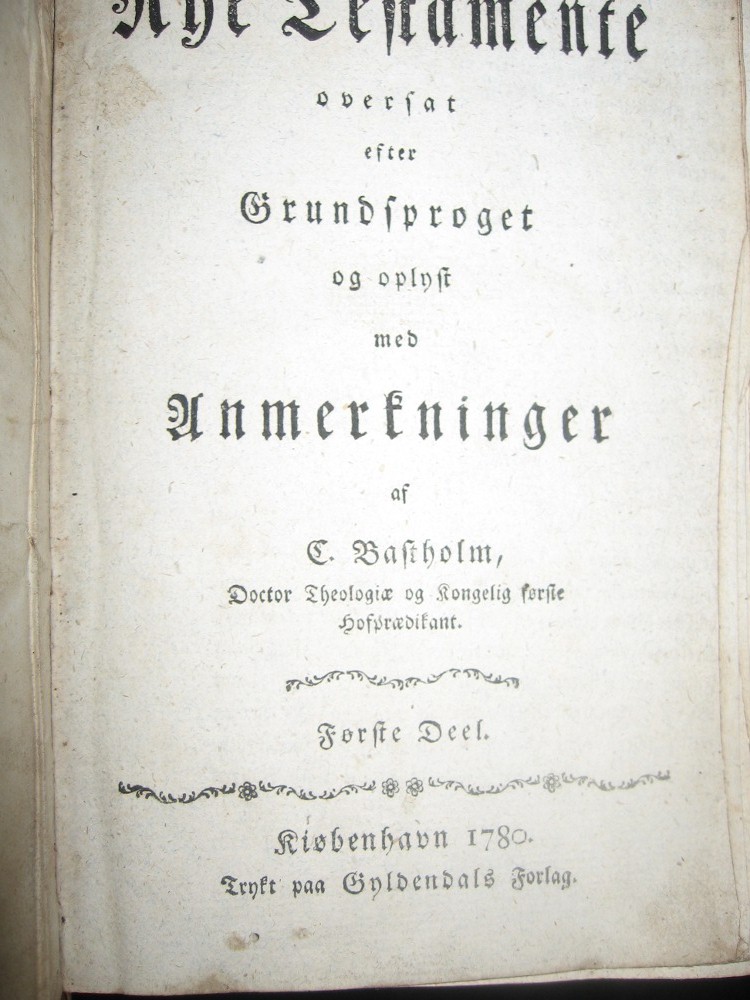 Nye Testamente
oversat
efter
Grundsproget
og oplyst
med
Anmerkninger
af
C. Bastholm,
Doctor Theologiæ og Kongelig første
Hofprædikant.
Første Deel.
Kiøbenhavn 1780.
Trykt paa Gyldendals Forlag.